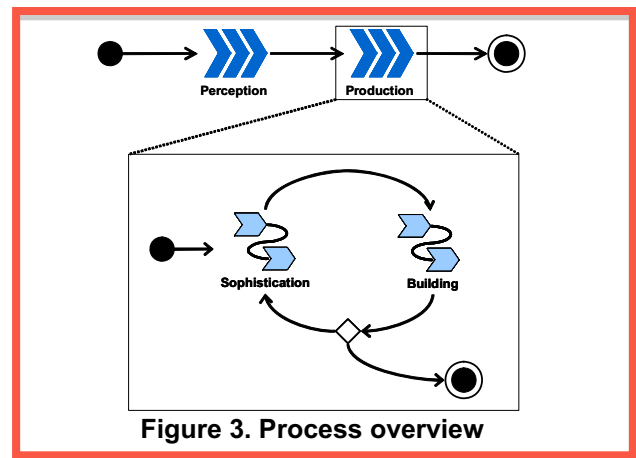 Perception
Production
Sophistication
Building
Figure 3. Process overview